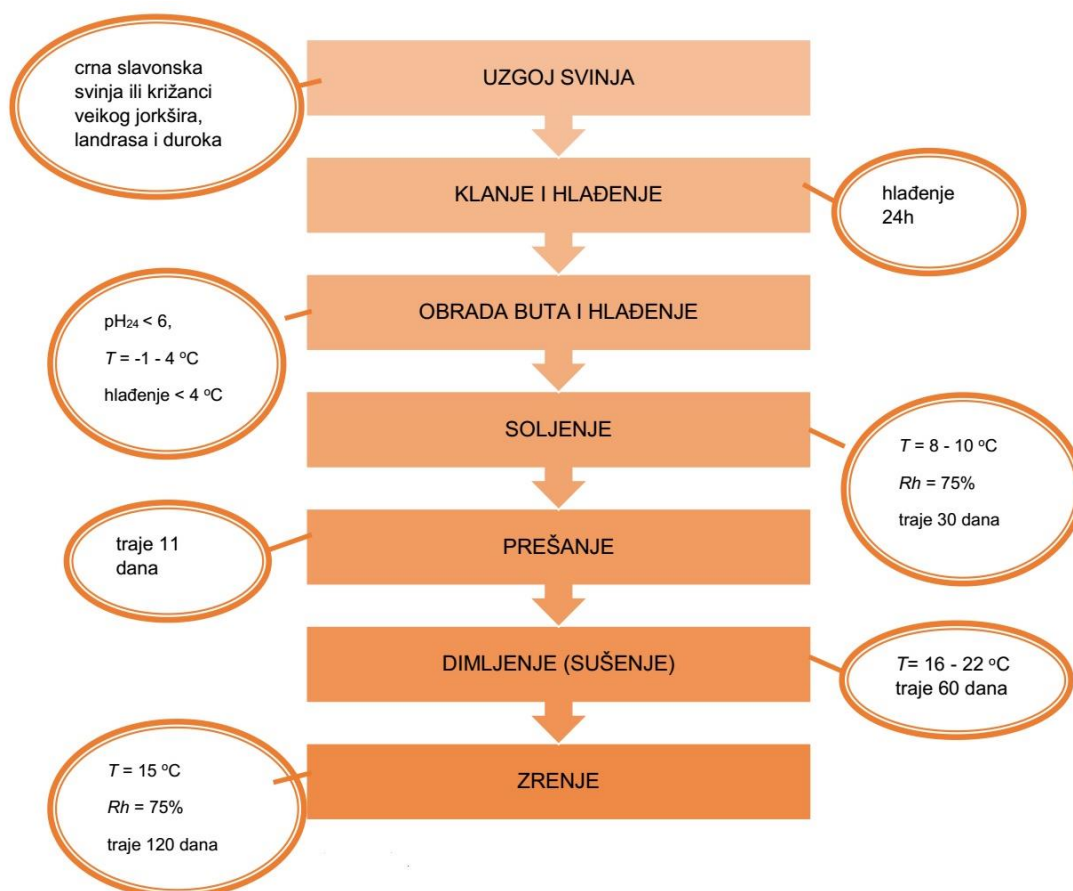 crna slavonska
svinja ili križanci
veikog jorkšira,
landrasa i duroka
UZGOJ SVINJA
KLANJE I HLAĐENJE
hlađenje
24h
OBRADA BUTA I HLAĐENJE
pH₂₄ < 6,
T = -1 - 4 ºC
hlađenje < 4 ºC
SOLJENJE
T = 8 - 10 ºC
Rh = 75%
traje 30 dana
PREŠANJE
traje 11
dana
DIMLJENJE (SUŠENJE)
T= 16 - 22 ºC
traje 60 dana
ZRENJE
T = 15 ºC
Rh = 75%
traje 120 dana